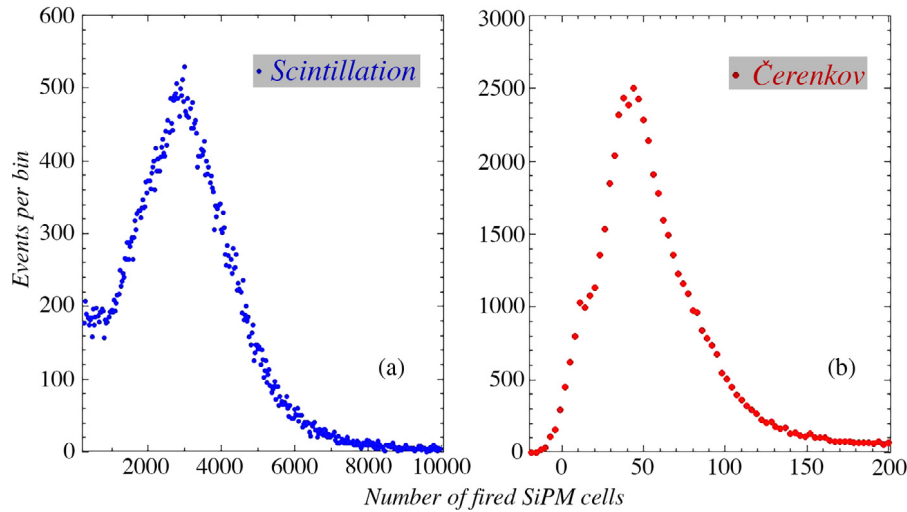 600
500
400
300
200
100
0
Events per bin
• Scintillation
(a)
2000 4000 6000 8000 10000
3000
2500
2000
1500
1000
500
0
• Čerenkov
(b)
0 50 100 150 200
Number of fired SiPM cells